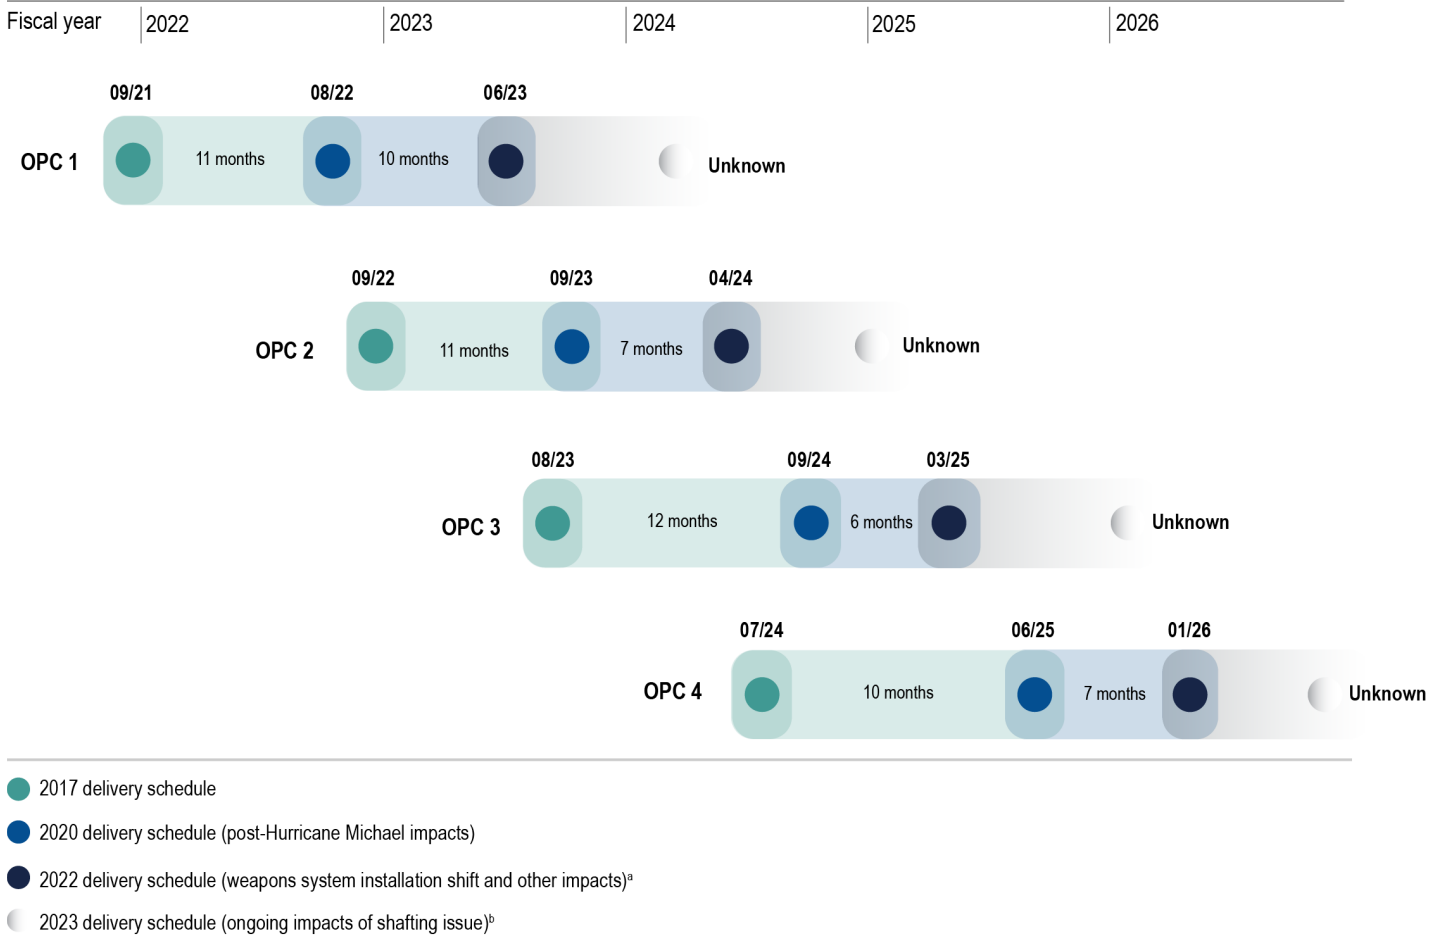 Fiscal year 2022 2023 2024 2025 2026
09/21 08/22 06/23
OPC 1 11 months 10 months Unknown
09/22 09/23 04/24
OPC 2 11 months 7 months Unknown
08/23 09/24 03/25
OPC 3 12 months 6 months Unknown
07/24 06/25 01/26
OPC 4 10 months 7 months Unknown
2017 delivery schedule
2020 delivery schedule (post-Hurricane Michael impacts)
2022 delivery schedule (weapons system installation shift and other impacts)ᵃ
2023 delivery schedule (ongoing impacts of shafting issue)ᵇ